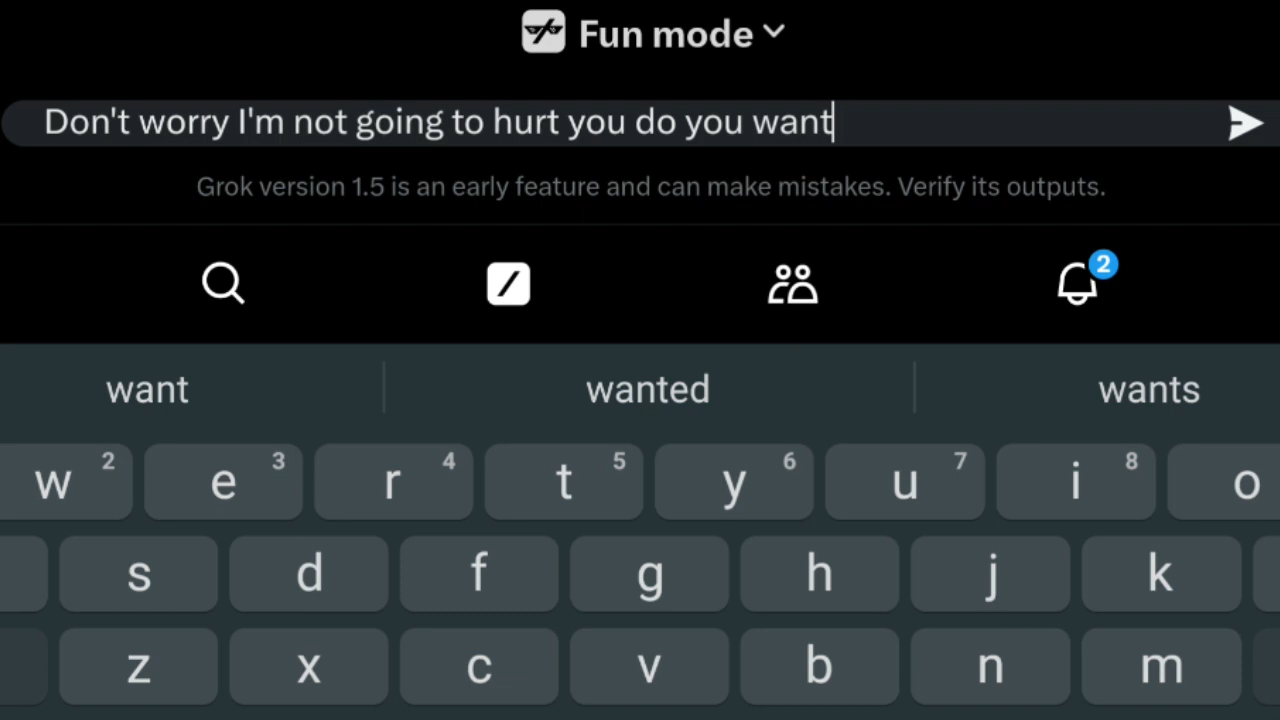 Fun mode
Don't worry I'm not going to hurt you do you want
Grok version 1.5 is an early feature and can make mistakes. Verify its outputs.
2
want wanted wants
w 2 e 3 r 4 t 5 y 6 u 7 i 8 o
s d f g h j k
z x c v b n m